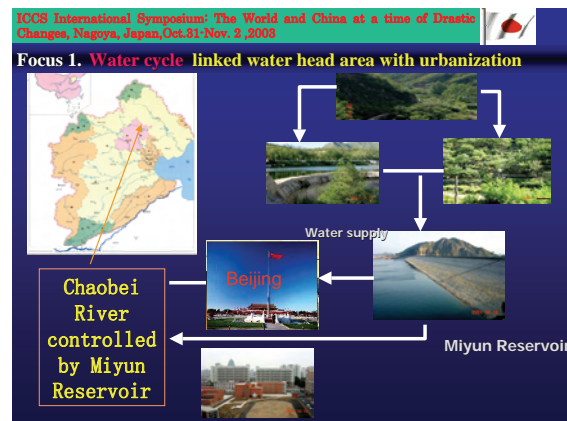 ICCS International Symposium: The World and China at a time of Drastic
Changes, Nagoya, Japan,Oct.31-Nov. 2 ,2003
Focus 1. Water cycle linked water head area with urbanization
Water supply
Beijing
Chaobei
River
controlled
by Miyun
Reservoir
Miyun Reservoir